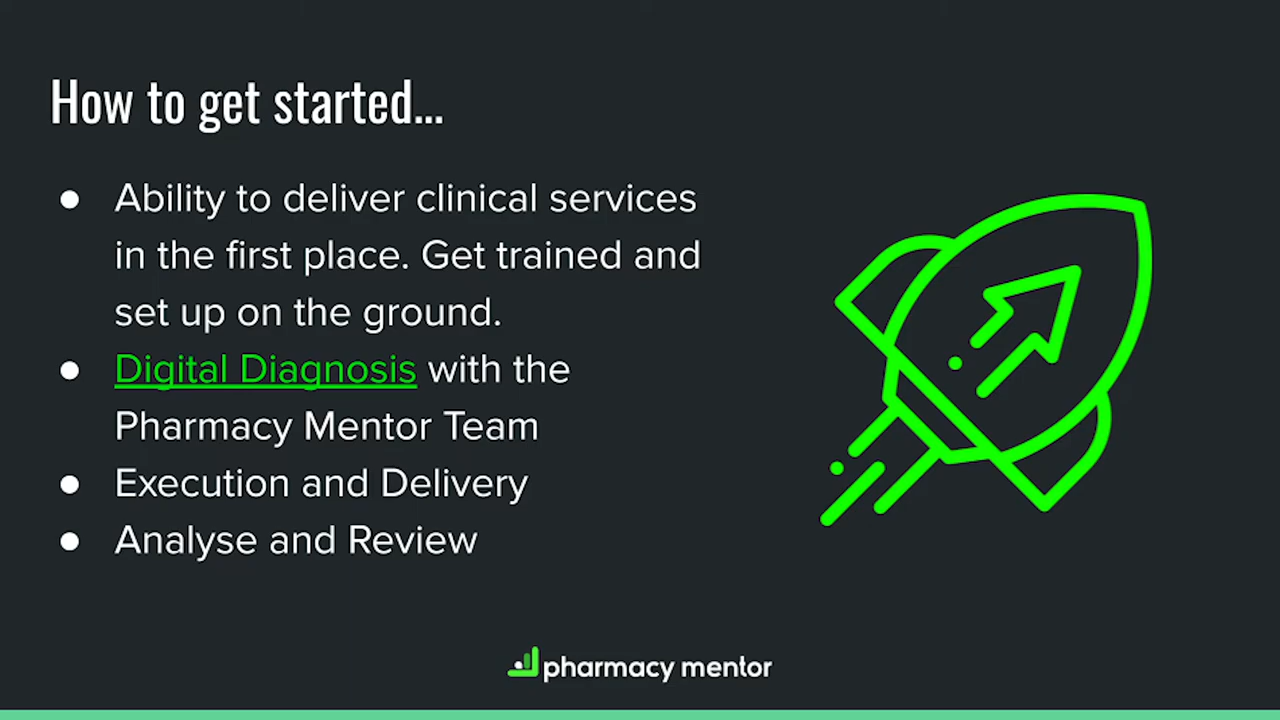 How to get started...
● Ability to deliver clinical services
in the first place. Get trained and
set up on the ground.
● Digital Diagnosis with the
Pharmacy Mentor Team
● Execution and Delivery
● Analyse and Review
pharmacy mentor